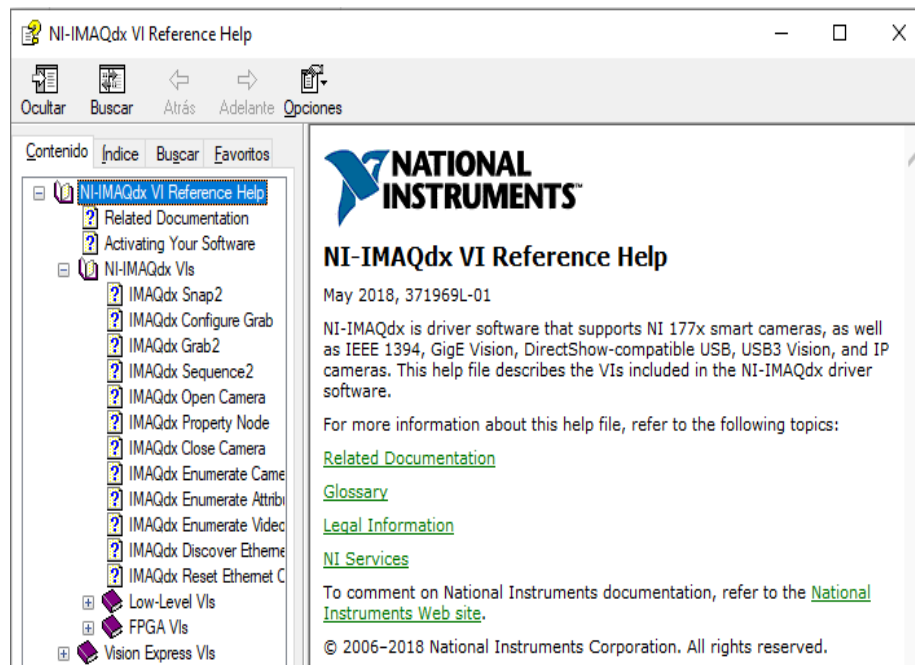 NI-IMAQdx VI Reference Help
Ocultar Buscar Atrás Adelante Opciones
Contenido Índice Buscar Favoritos
NI-IMAQdx VI Reference Help
Related Documentation
Activating Your Software
NI-IMAQdx VIs
IMAQdx Snap2
IMAQdx Configure Grab
IMAQdx Grab2
IMAQdx Sequence2
IMAQdx Open Camera
IMAQdx Property Node
IMAQdx Close Camera
IMAQdx Enumerate Came
IMAQdx Enumerate Attribu
IMAQdx Enumerate Video
IMAQdx Discover Etherne
IMAQdx Reset Ethernet C
Low-Level VIs
FPGA VIs
Vision Express VIs
NATIONAL
INSTRUMENTS™
NI-IMAQdx VI Reference Help
May 2018, 371969L-01
NI-IMAQdx is driver software that supports NI 177x smart cameras, as well
as IEEE 1394, GigE Vision, DirectShow-compatible USB, USB3 Vision, and IP
cameras. This help file describes the VIs included in the NI-IMAQdx driver
software.
For more information about this help file, refer to the following topics:
Related Documentation
Glossary
Legal Information
NI Services
To comment on National Instruments documentation, refer to the National
Instruments Web site.
© 2006–2018 National Instruments Corporation. All rights reserved.